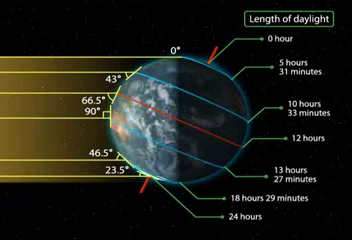 Length of daylight
0°
0 hour
43°
5 hours
31 minutes
66.5°
10 hours
33 minutes
90°
12 hours
46.5°
13 hours
27 minutes
23.5°
18 hours 29 minutes
24 hours